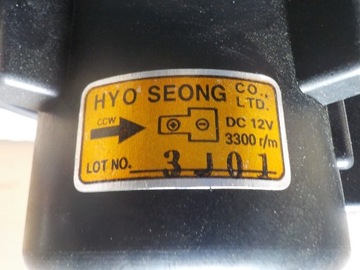 HYO SEONG CO., LTD.
CCW
DC 12V
3300 r/m
LOT NO. 3J01